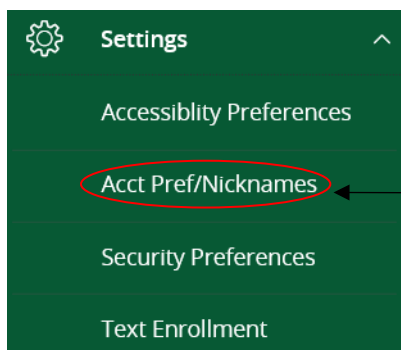 Settings
Accessiblity Preferences
Acct Pref/Nicknames
Security Preferences
Text Enrollment